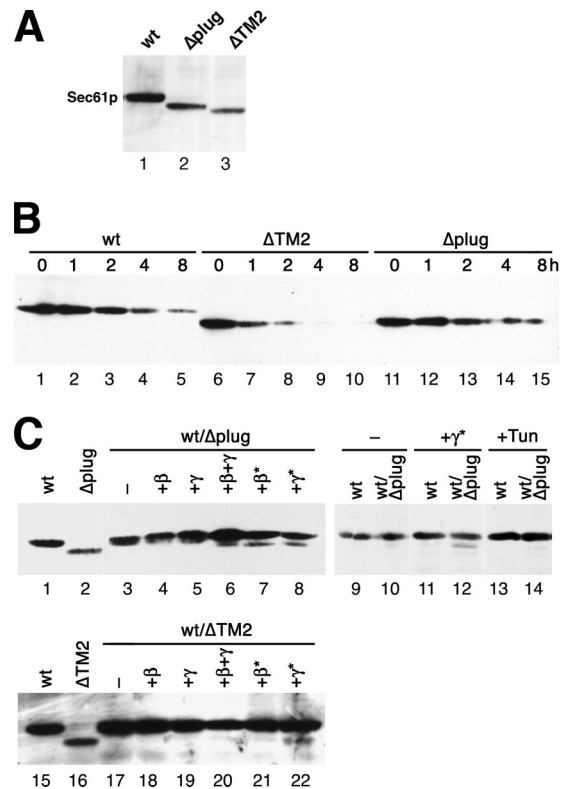 A
wt Δplug ΔTM2
Sec61p
1 2 3
B
wt ΔTM2 Δplug
0 1 2 4 8 0 1 2 4 8 0 1 2 4 8h
1 2 3 4 5 6 7 8 9 10 11 12 13 14 15
C
wt/Δplug – +γ* +Tun
wt Δplug – +β +γ +β+γ +β* +γ* wt wt/Δplug wt wt/Δplug wt wt/Δplug
1 2 3 4 5 6 7 8 9 10 11 12 13 14
wt/ΔTM2
wt ΔTM2 – +β +γ +β+γ +β* +γ*
15 16 17 18 19 20 21 22